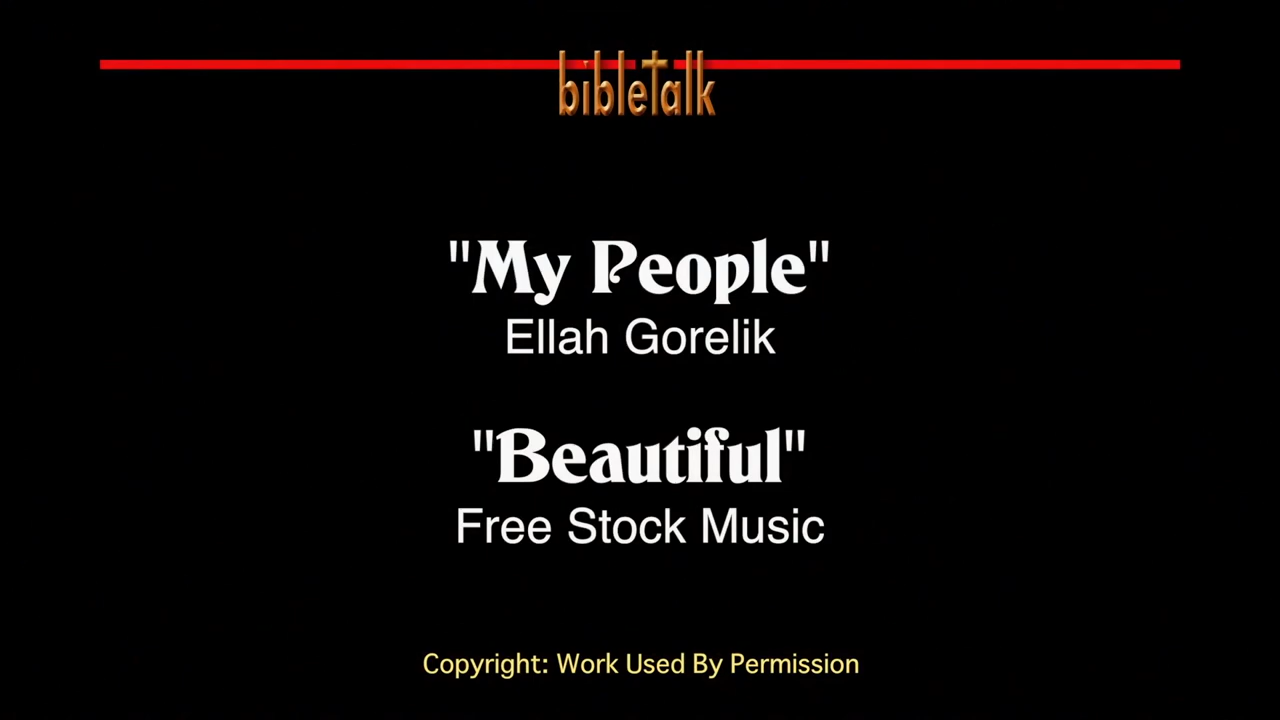 bibleTalk
"My People"
Ellah Gorelik
"Beautiful"
Free Stock Music
Copyright: Work Used By Permission